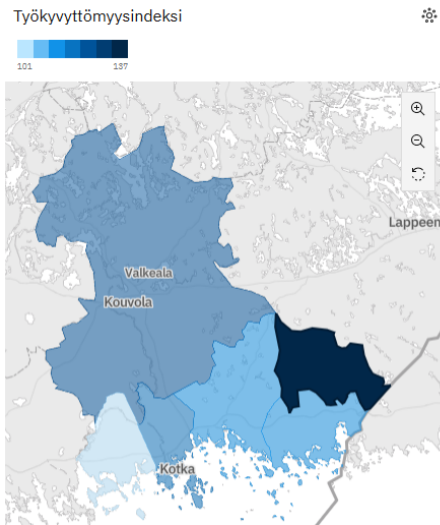 Työkyvyttömyysindeksi
101 137
Lappeen
Valkeala
Kouvola
Kotka